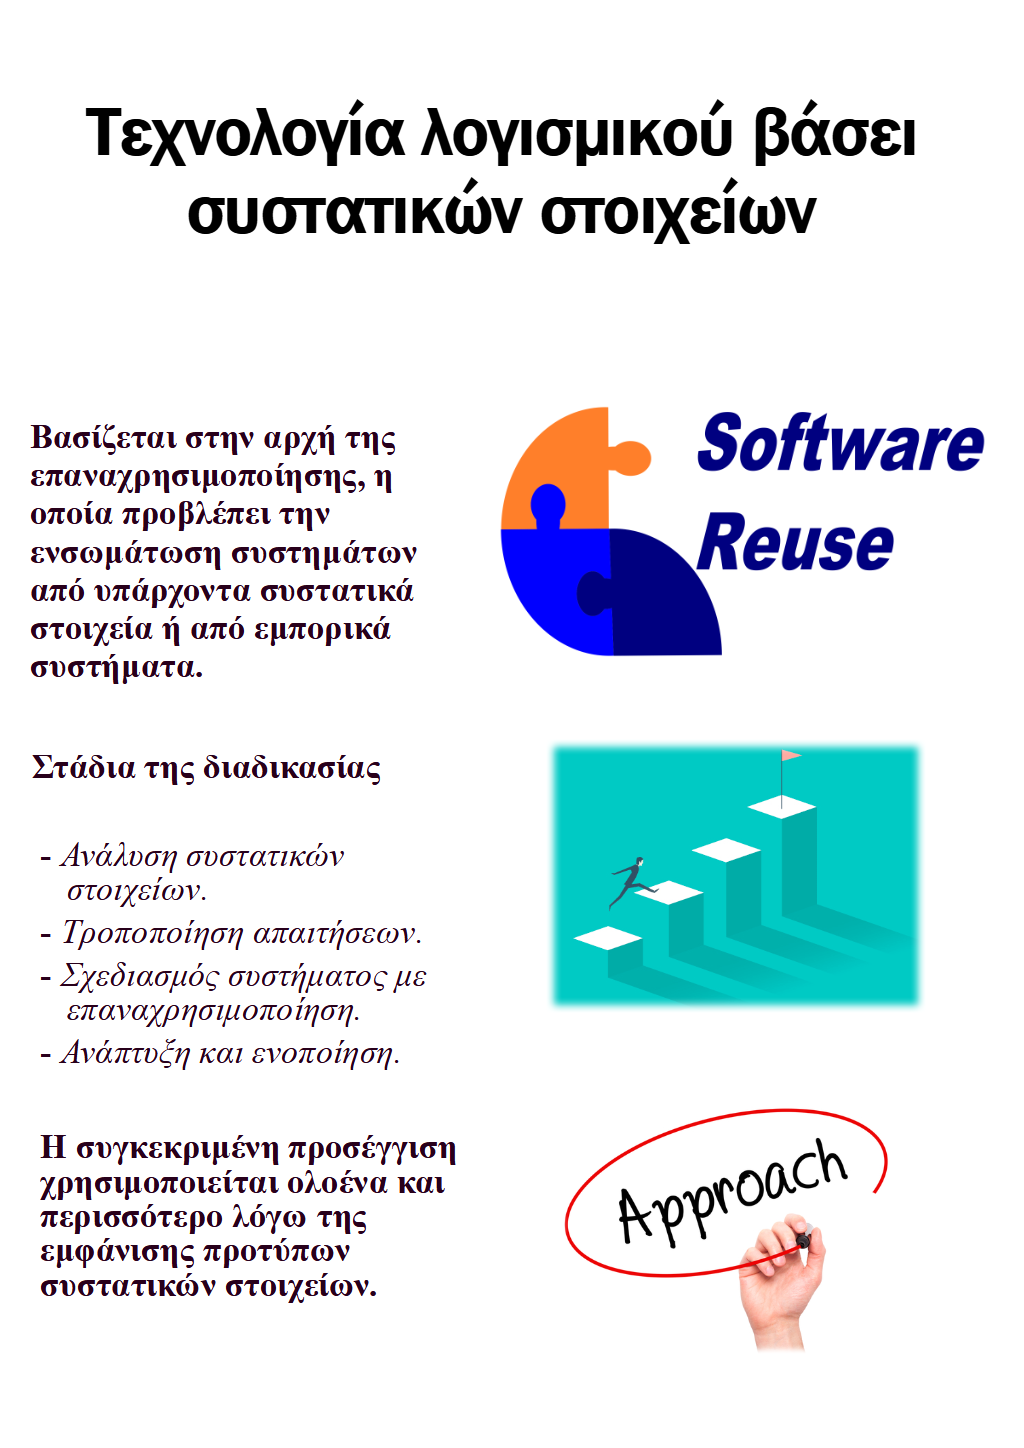 Τεχνολογία λογισμικού βάσει
συστατικών στοιχείων
Βασίζεται στην αρχή της
επαναχρησιμοποίησης, η
οποία προβλέπει την
ενσωμάτωση συστημάτων
από υπάρχοντα συστατικά
στοιχεία ή από εμπορικά
συστήματα.
Software
Reuse
Στάδια της διαδικασίας
- Ανάλυση συστατικών
στοιχείων.
- Τροποποίηση απαιτήσεων.
- Σχεδιασμός συστήματος με
επαναχρησιμοποίηση.
- Ανάπτυξη και ενοποίηση.
Η συγκεκριμένη προσέγγιση
χρησιμοποιείται ολοένα και
περισσότερο λόγω της
εμφάνισης προτύπων
συστατικών στοιχείων.
Approach